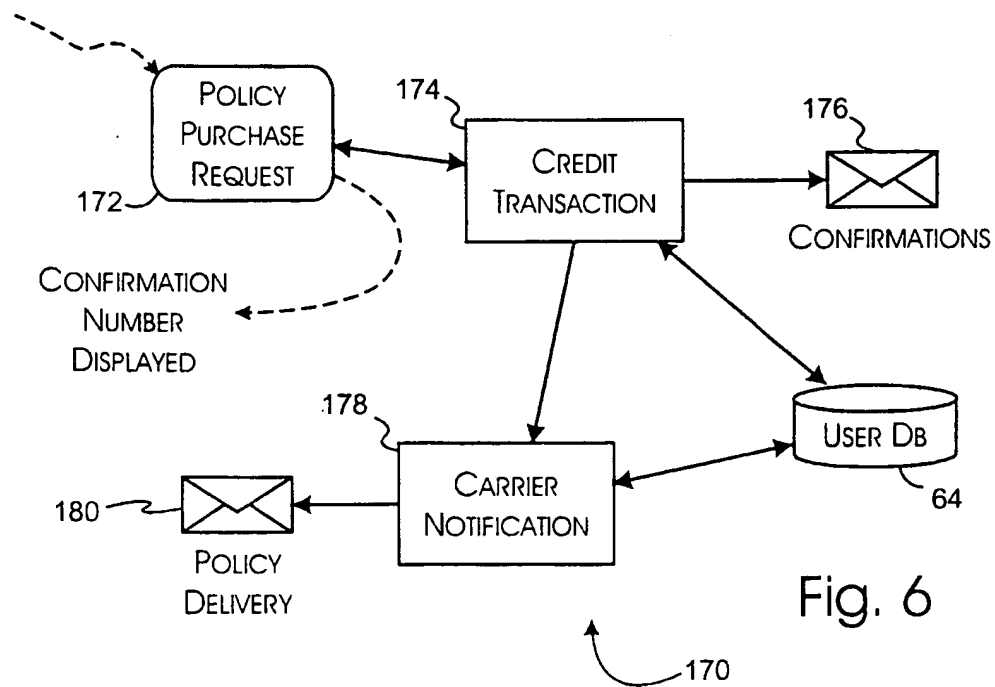 174
176
POLICY
PURCHASE
REQUEST
172
CREDIT
TRANSACTION
CONFIRMATIONS
CONFIRMATION
NUMBER
DISPLAYED
178
USER DB
64
CARRIER
NOTIFICATION
180
POLICY
DELIVERY
Fig. 6
170